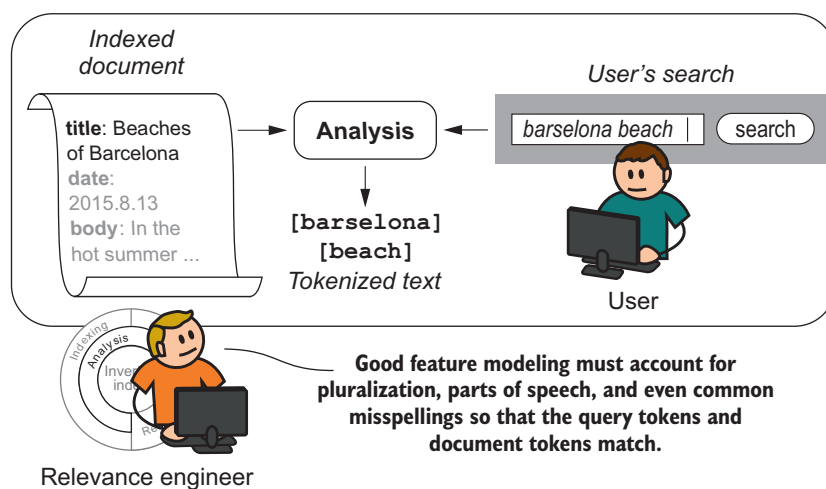 Indexed
document
User's search
title: Beaches
of Barcelona
date:
2015.8.13
body: In the
hot summer ...
Analysis
barselona beach
search
[barselona]
[beach]
Tokenized text
User
Indexing
Analysis
Good feature modeling must account for
pluralization, parts of speech, and even common
misspellings so that the query tokens and
document tokens match.
Relevance engineer